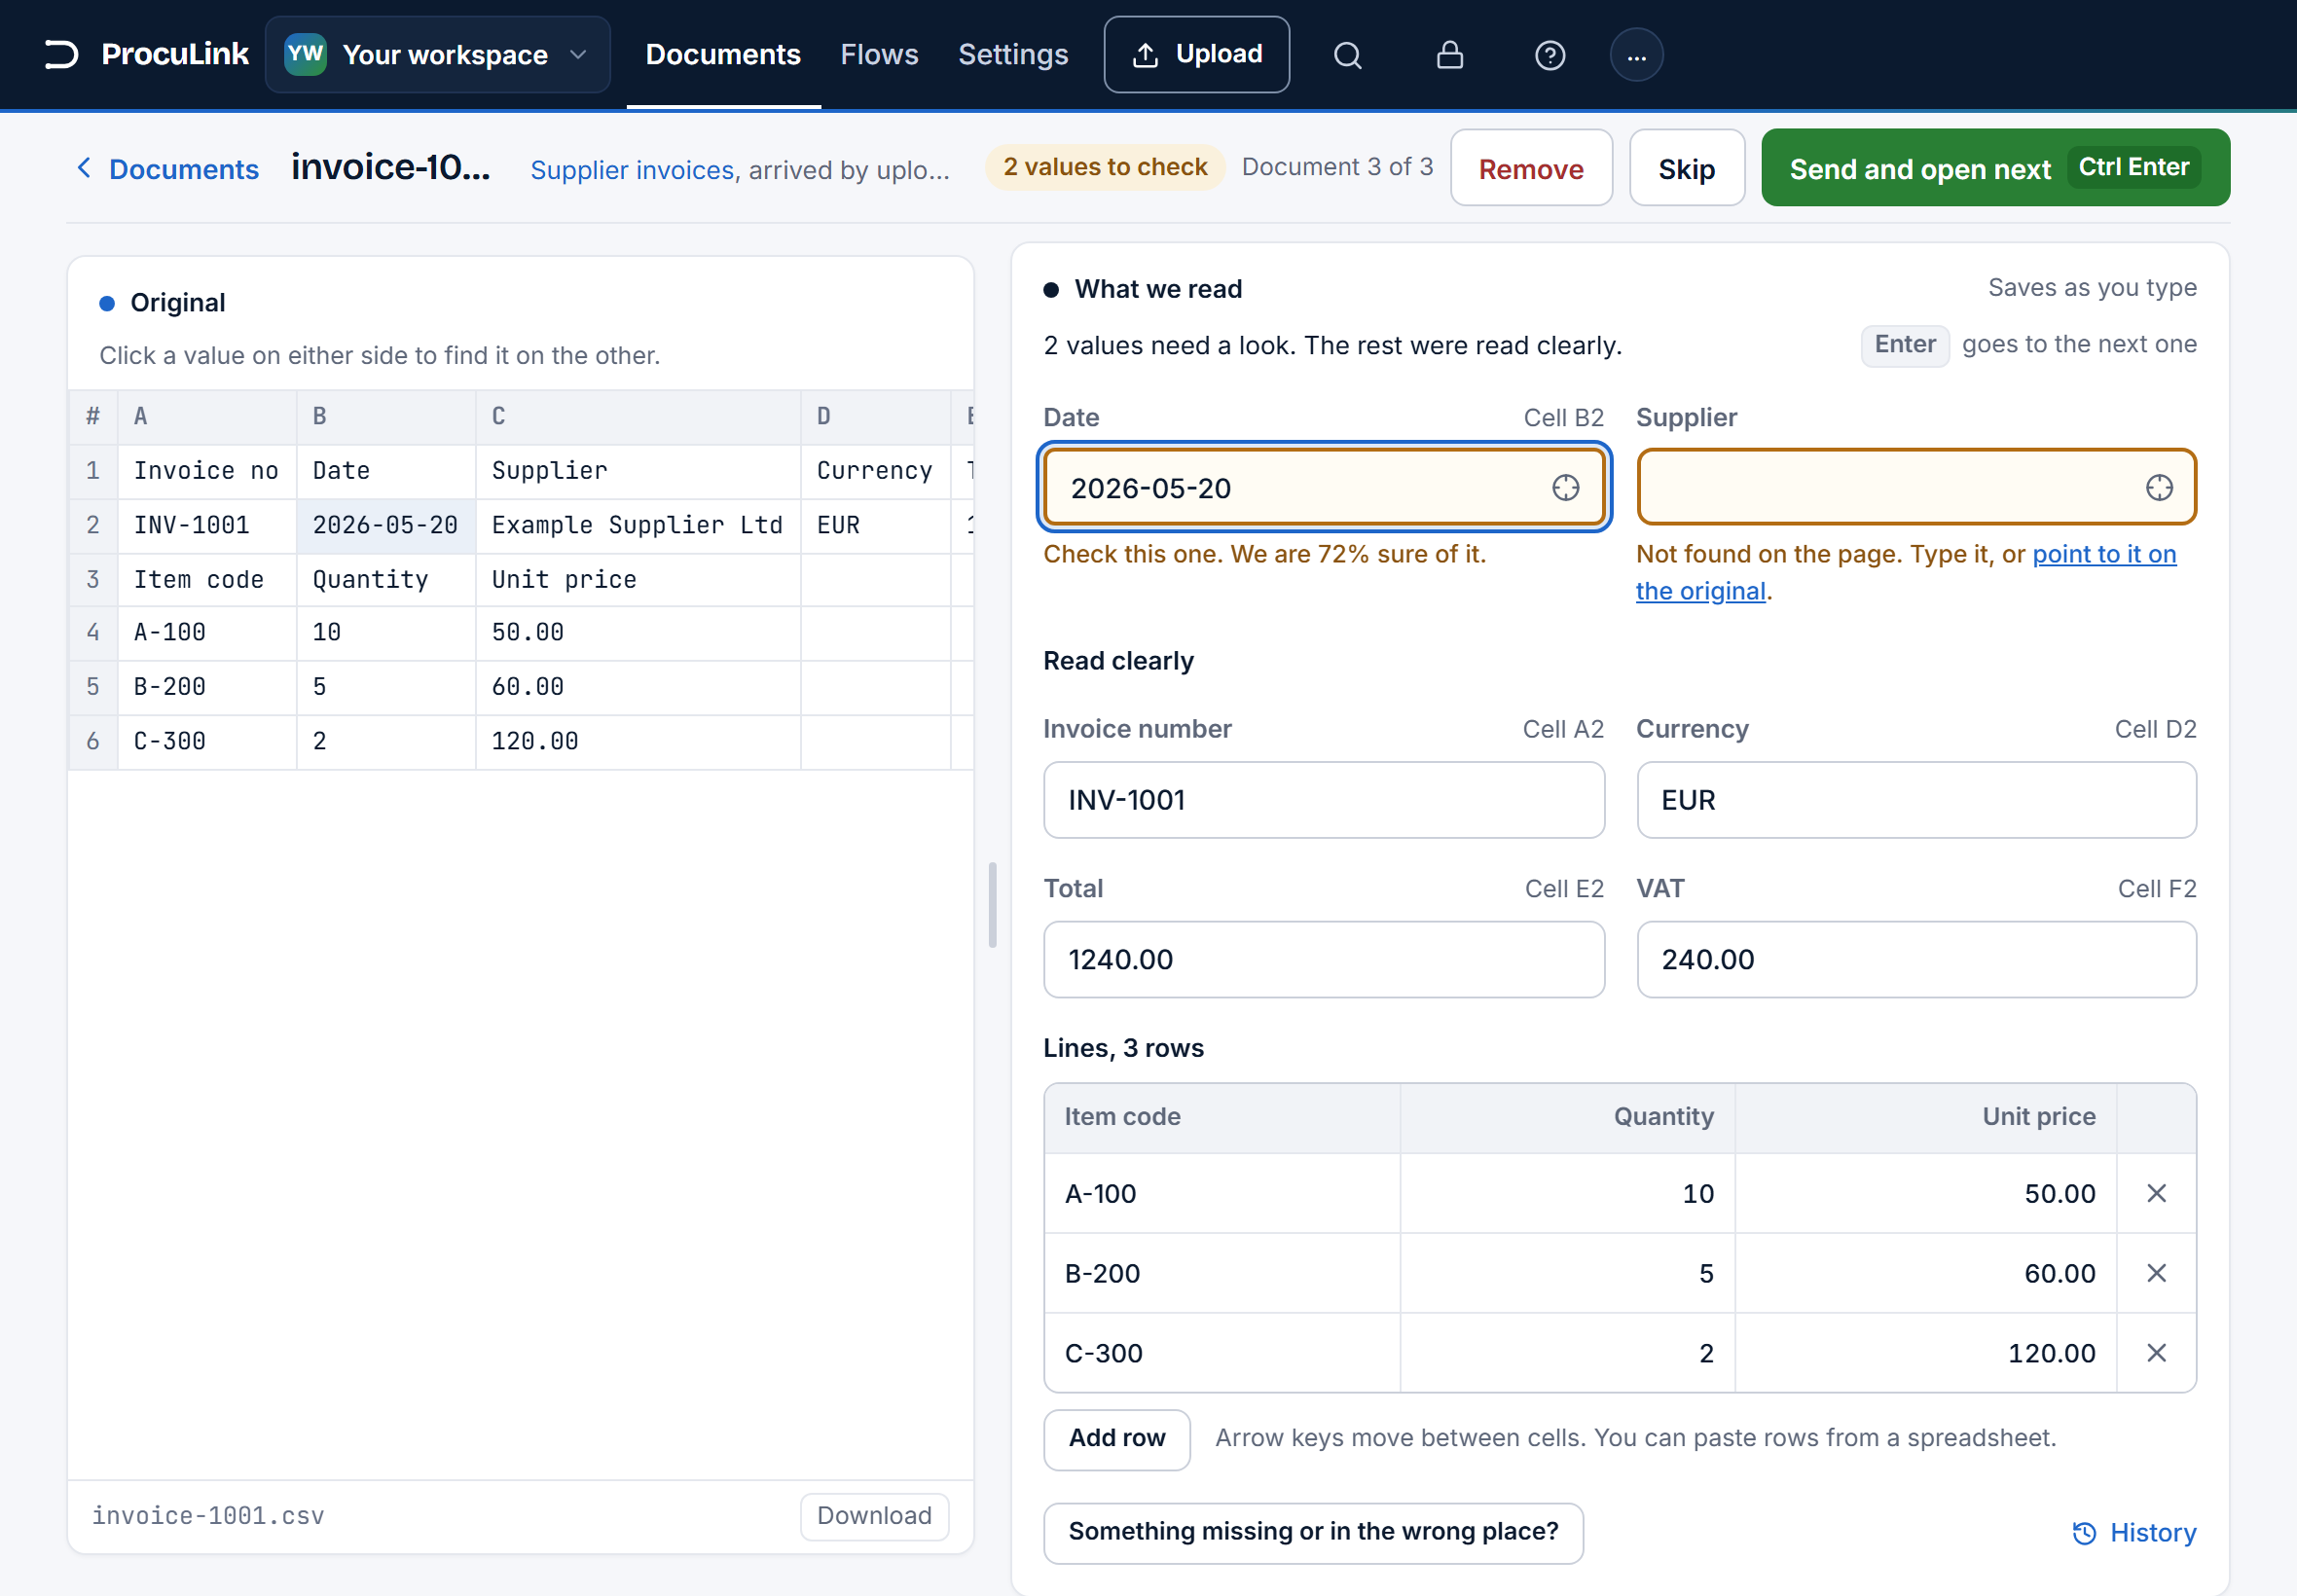 ProcuLink
YW Your workspace
Documents
Flows
Settings
Upload
...
Documents
invoice-10...
Supplier invoices, arrived by uplo...
2 values to check
Document 3 of 3
Remove
Skip
Send and open next Ctrl Enter
Original
Click a value on either side to find it on the other.
# A B C D
1 Invoice no Date Supplier Currency
2 INV-1001 2026-05-20 Example Supplier Ltd EUR
3 Item code Quantity Unit price
4 A-100 10 50.00
5 B-200 5 60.00
6 C-300 2 120.00
invoice-1001.csv
Download
What we read
Saves as you type
2 values need a look. The rest were read clearly.
Enter goes to the next one
Date Cell B2
2026-05-20
Check this one. We are 72% sure of it.
Supplier
Not found on the page. Type it, or point to it on
the original.
Read clearly
Invoice number Cell A2
INV-1001
Currency Cell D2
EUR
Total Cell E2
1240.00
VAT Cell F2
240.00
Lines, 3 rows
Item code Quantity Unit price
A-100 10 50.00
B-200 5 60.00
C-300 2 120.00
Add row
Arrow keys move between cells. You can paste rows from a spreadsheet.
Something missing or in the wrong place?
History